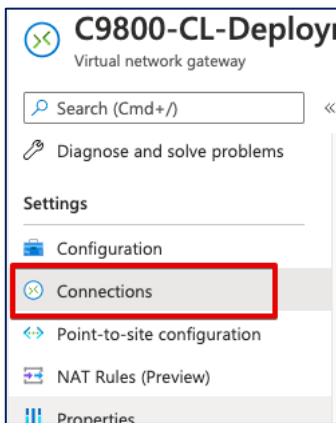 C9800-CL-Deploy
Virtual network gateway
Search (Cmd+/)
«
Diagnose and solve problems
Settings
Configuration
Connections
Point-to-site configuration
NAT Rules (Preview)
Properties